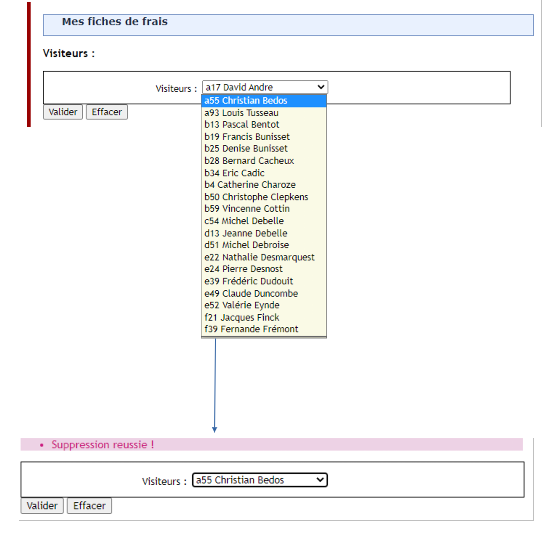 Mes fiches de frais
Visiteurs :
Visiteurs : a17 David Andre
a55 Christian Bedos
a93 Louis Tusseau
b13 Pascal Bentot
b19 Francis Bunisset
b25 Denise Bunisset
b28 Bernard Cacheux
b34 Eric Cadic
b4 Catherine Charoze
b50 Christophe Clepkens
b59 Vincenne Cottin
c54 Michel Debelle
d13 Jeanne Debelle
d51 Michel Debroise
e22 Nathalie Desmarquest
e24 Pierre Desnost
e39 Frédéric Dudouit
e49 Claude Duncombe
e52 Valérie Eynde
f21 Jacques Finck
f39 Fernande Frémont
Valider Effacer
• Suppression reussie !
Visiteurs : a55 Christian Bedos
Valider Effacer